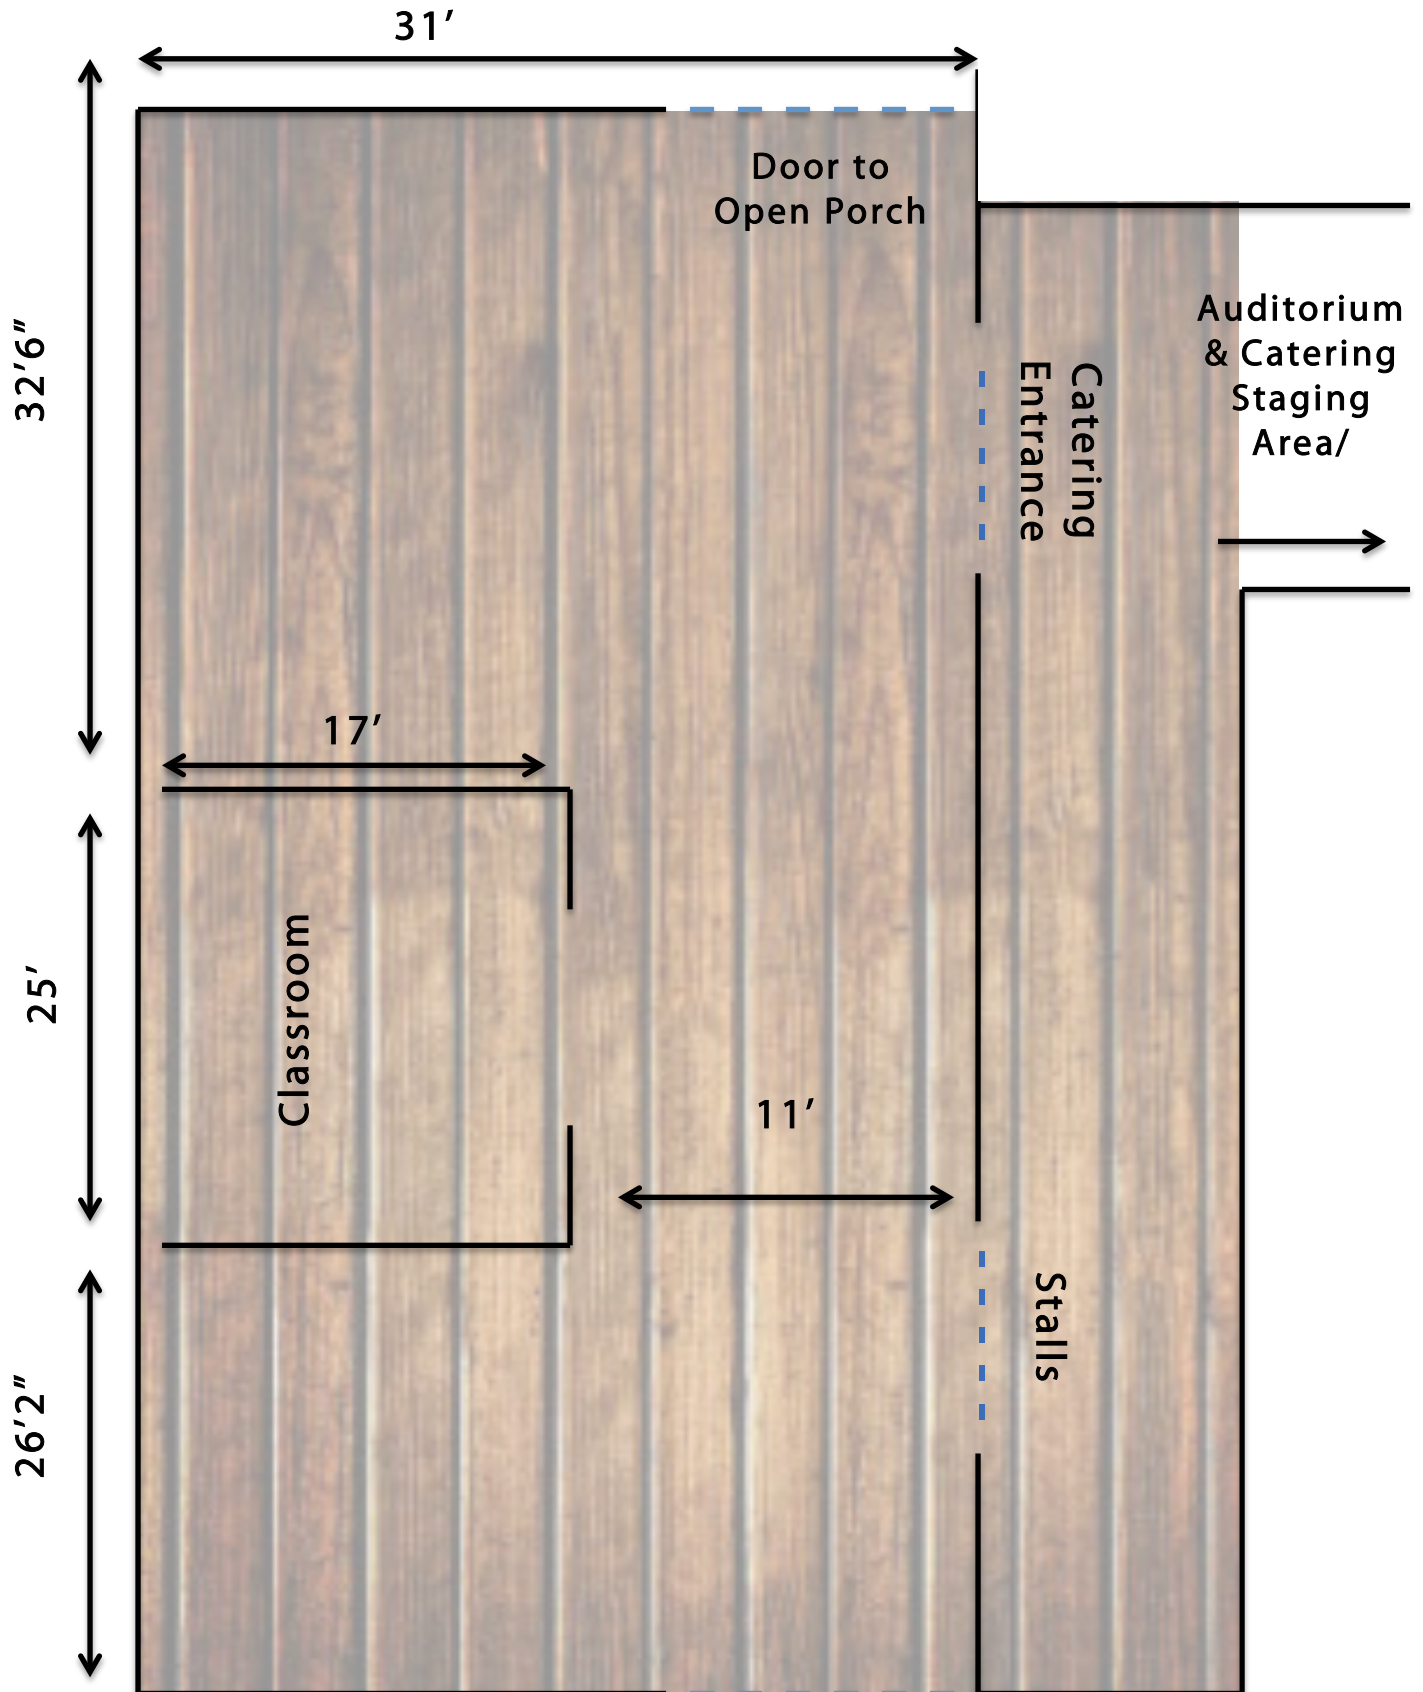 31’
Door to
Open Porch
Auditorium
& Catering
Staging
Area/
Catering
Entrance
32’6”
17’
Classroom
25’
11’
Stalls
26’2”